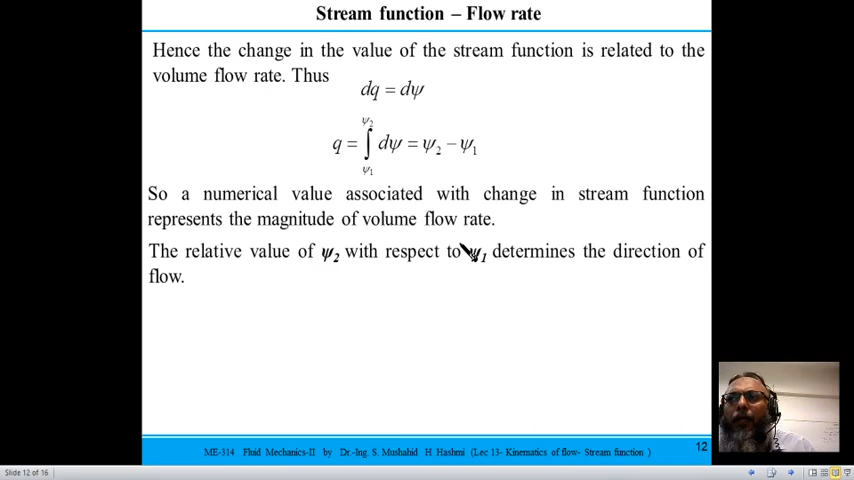 Stream function – Flow rate
Hence the change in the value of the stream function is related to the
volume flow rate. Thus
dq = dψ
q = ∫_{ψ₁}^{ψ₂} dψ = ψ₂ − ψ₁
So a numerical value associated with change in stream function
represents the magnitude of volume flow rate.
The relative value of ψ₂ with respect to ψ₁ determines the direction of
flow.
ME-314 Fluid Mechanics-II by Dr.-Ing. S. Mushahid H Hashmi (Lec 13- Kinematics of flow- Stream function )
12
Slide 12 of 16